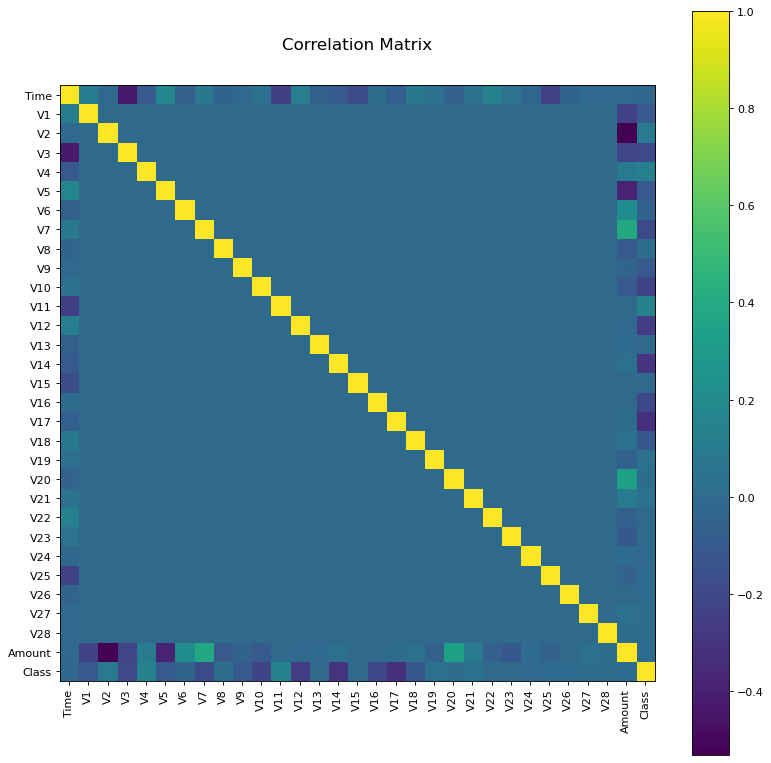 Correlation Matrix
Time
V1
V2
V3
V4
V5
V6
V7
V8
V9
V10
V11
V12
V13
V14
V15
V16
V17
V18
V19
V20
V21
V22
V23
V24
V25
V26
V27
V28
Amount
Class
Time
V1
V2
V3
V4
V5
V6
V7
V8
V9
V10
V11
V12
V13
V14
V15
V16
V17
V18
V19
V20
V21
V22
V23
V24
V25
V26
V27
V28
Amount
Class
1.0
0.8
0.6
0.4
0.2
0.0
−0.2
−0.4